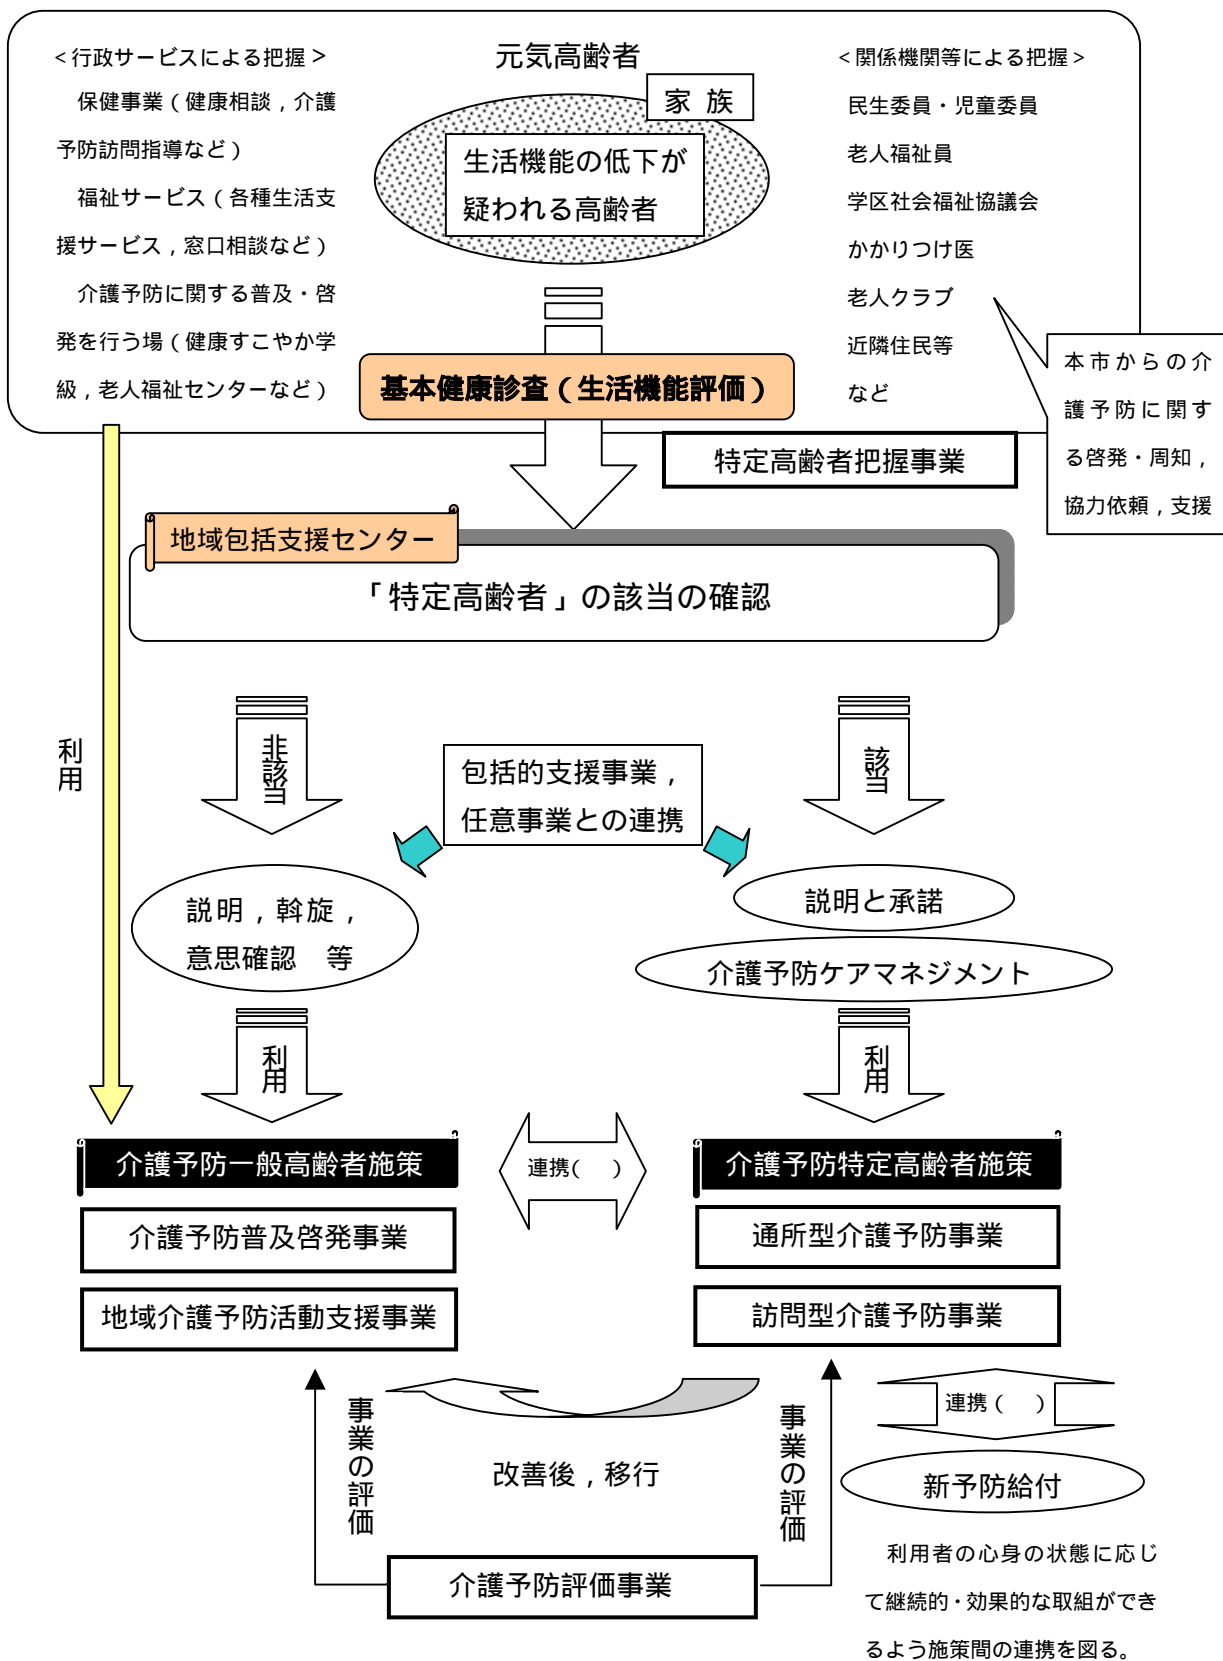 ＜行政サービスによる把握＞
保健事業（健康相談，介護
予防訪問指導など）
福祉サービス（各種生活支
援サービス，窓口相談など）
介護予防に関する普及・啓
発を行う場（健康すこやか学
級，老人福祉センターなど）
元気高齢者
家族
生活機能の低下が
疑われる高齢者
＜関係機関等による把握＞
民生委員・児童委員
老人福祉員
学区社会福祉協議会
かかりつけ医
老人クラブ
近隣住民等
など
本市からの介
護予防に関す
る啓発・周知，
協力依頼，支援
基本健康診査（生活機能評価）
特定高齢者把握事業
地域包括支援センター
「特定高齢者」の該当の確認
利用
非該当
包括的支援事業，
任意事業との連携
該当
説明，斡旋，
意思確認　等
説明と承諾
介護予防ケアマネジメント
利用
利用
介護予防一般高齢者施策
連携(　)
介護予防特定高齢者施策
介護予防普及啓発事業
通所型介護予防事業
地域介護予防活動支援事業
訪問型介護予防事業
事業の評価
改善後，移行
事業の評価
連携（　）
新予防給付
介護予防評価事業
利用者の心身の状態に応じ
て継続的・効果的な取組ができ
るよう施策間の連携を図る。